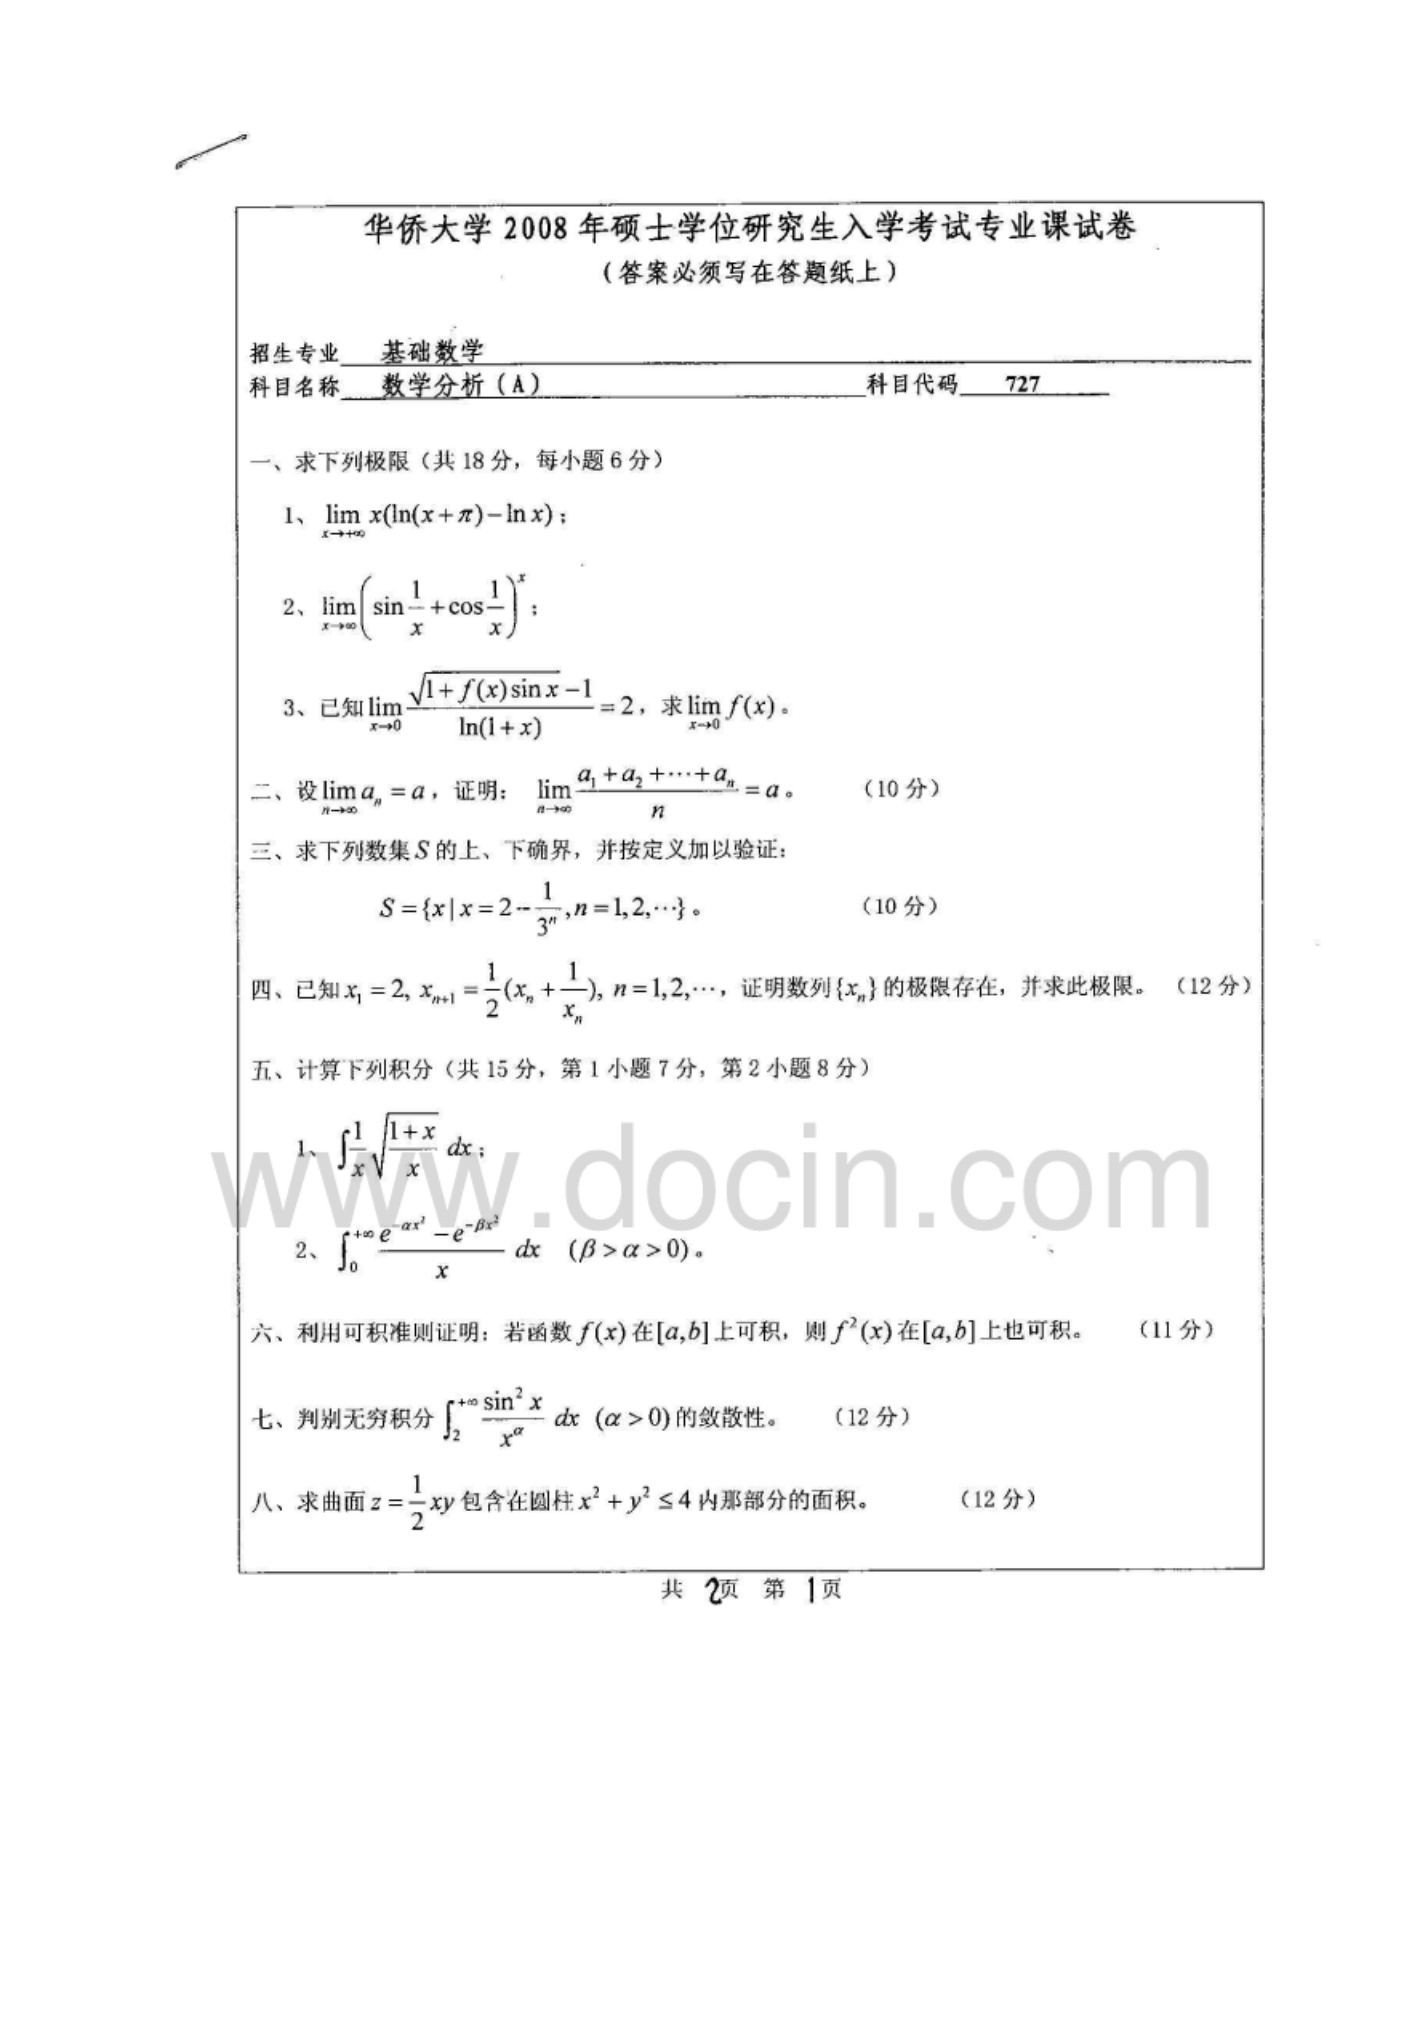 华侨大学 2008 年硕士学位研究生入学考试专业课试卷
（答案必须写在答题纸上）
招生专业 基础数学
科目名称 数学分析（A） 科目代码 727
一、求下列极限（共 18 分，每小题 6 分）
1、 lim_{x→+∞} x(ln(x+π)−ln x)；
2、 lim_{x→∞} (sin 1/x + cos 1/x)^x；
3、已知 lim_{x→0} (√(1+f(x)sin x) −1)/ln(1+x) = 2，求 lim_{x→0} f(x)。
二、设 lim_{n→∞} a_n = a，证明： lim_{n→∞} (a_1+a_2+⋯+a_n)/n = a。 （10 分）
三、求下列数集 S 的上、下确界，并按定义加以验证：
S={x|x=2−1/3^n, n=1,2,⋯}。 （10 分）
四、已知 x_1=2, x_{n+1}=1/2(x_n+1/x_n), n=1,2,⋯，证明数列{x_n}的极限存在，并求此极限。 （12 分）
五、计算下列积分（共 15 分，第 1 小题 7 分，第 2 小题 8 分）
1、 ∫ 1/x √((1+x)/x) dx；
2、 ∫_0^{+∞} (e^{−αx²}−e^{−βx²})/x dx (β>α>0)。
六、利用可积准则证明：若函数 f(x) 在[a,b]上可积，则 f²(x) 在[a,b]上也可积。 （11 分）
七、判别无穷积分 ∫_2^{+∞} sin²x/x^α dx (α>0) 的敛散性。 （12 分）
八、求曲面 z=1/2 xy 包含在圆柱 x²+y²≤4 内那部分的面积。 （12 分）
共 2页 第 1页
www.docin.com